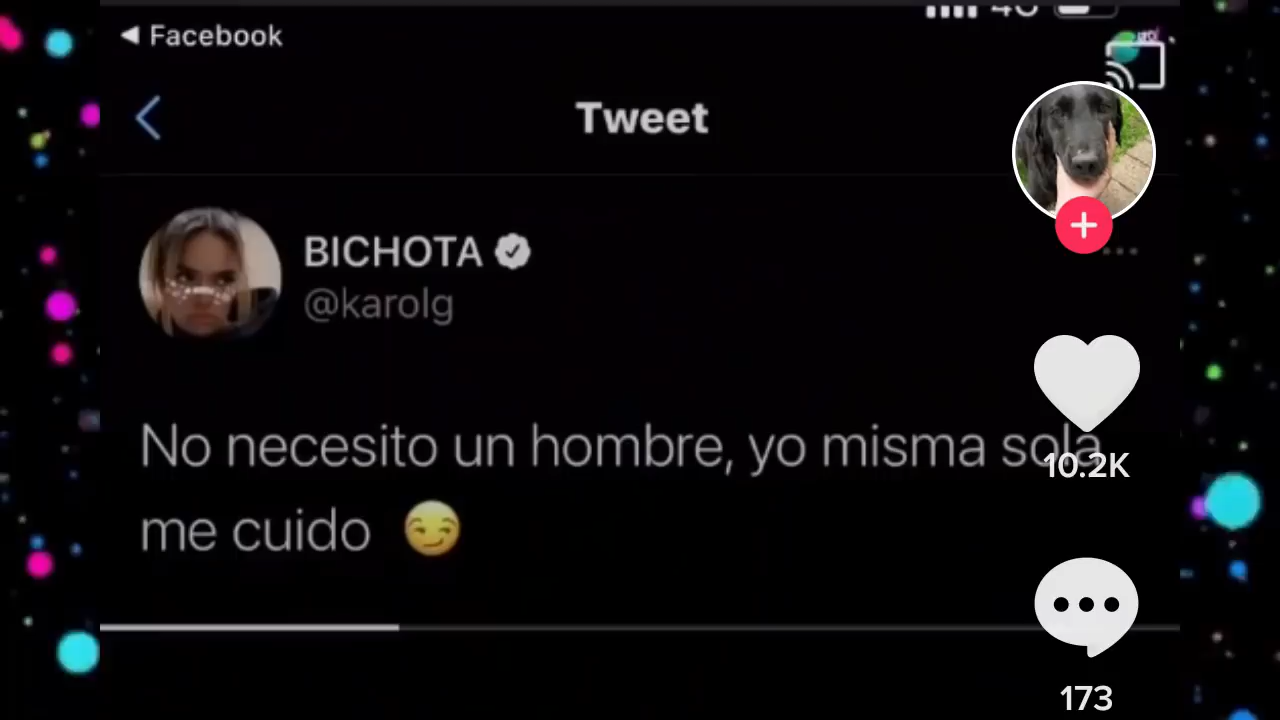 ◀ Facebook
Tweet
BICHOTA
@karolg
No necesito un hombre, yo misma sola
me cuido 😏
10.2K
173